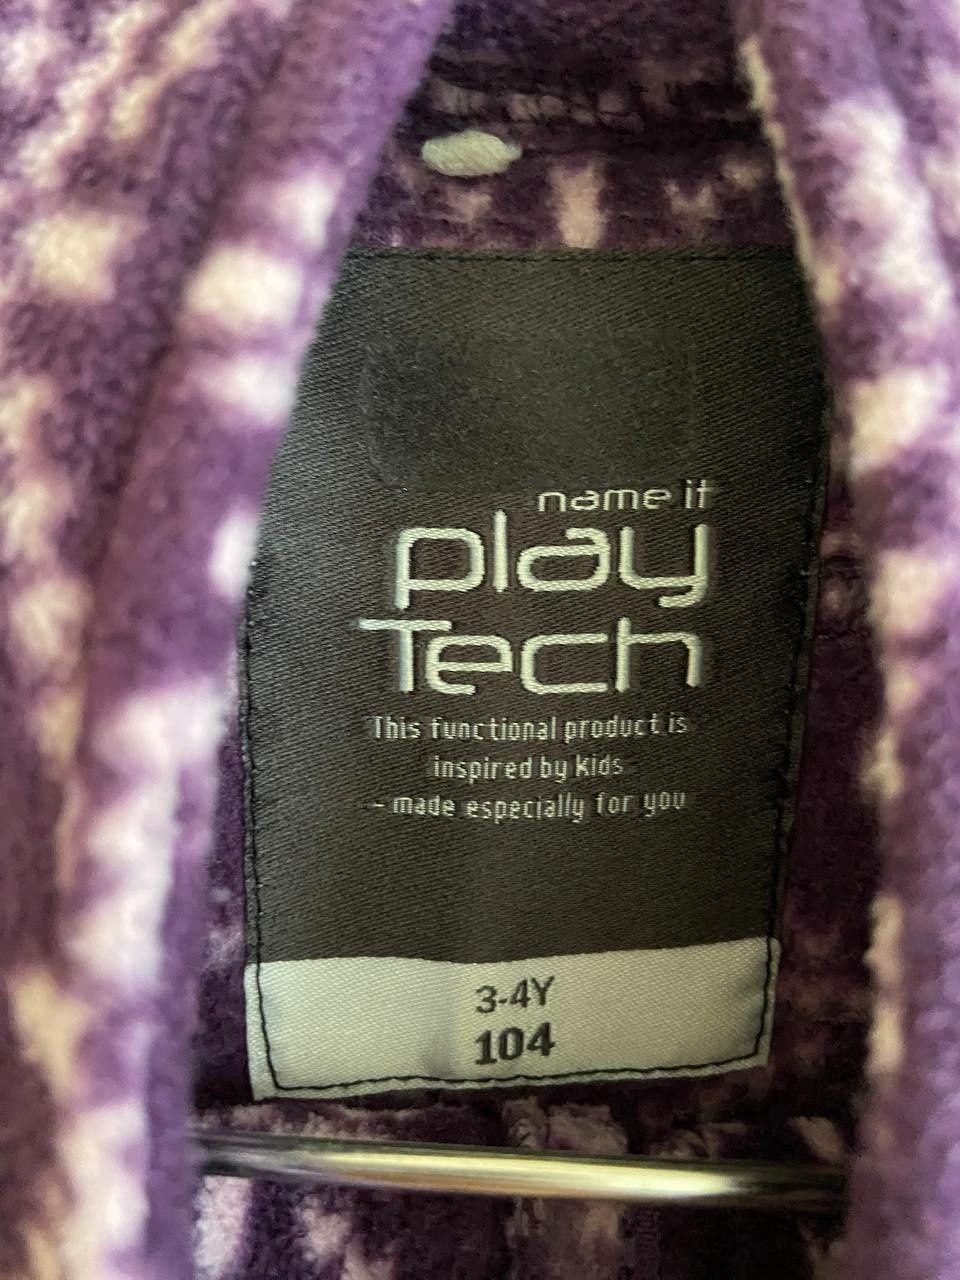 name it
play
Tech
This functional product is
inspired by kids
- made especially for you
3-4Y
104